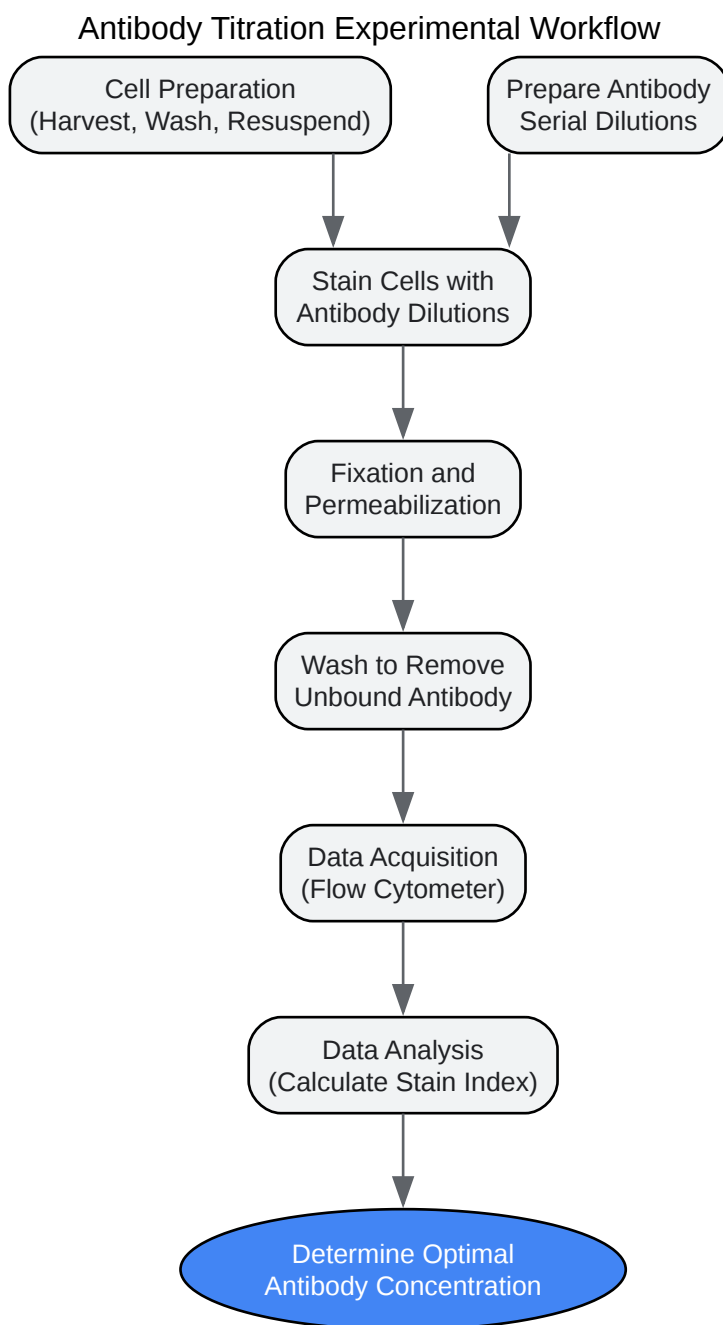 Antibody Titration Experimental Workflow
Cell Preparation
(Harvest, Wash, Resuspend)
Prepare Antibody
Serial Dilutions
Stain Cells with
Antibody Dilutions
Fixation and
Permeabilization
Wash to Remove
Unbound Antibody
Data Acquisition
(Flow Cytometer)
Data Analysis
(Calculate Stain Index)
Determine Optimal
Antibody Concentration